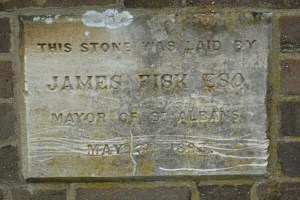 THIS STONE WAS LAID BY
JAMES FISK ESQ.
MAYOR OF ST ALBANS
MAY